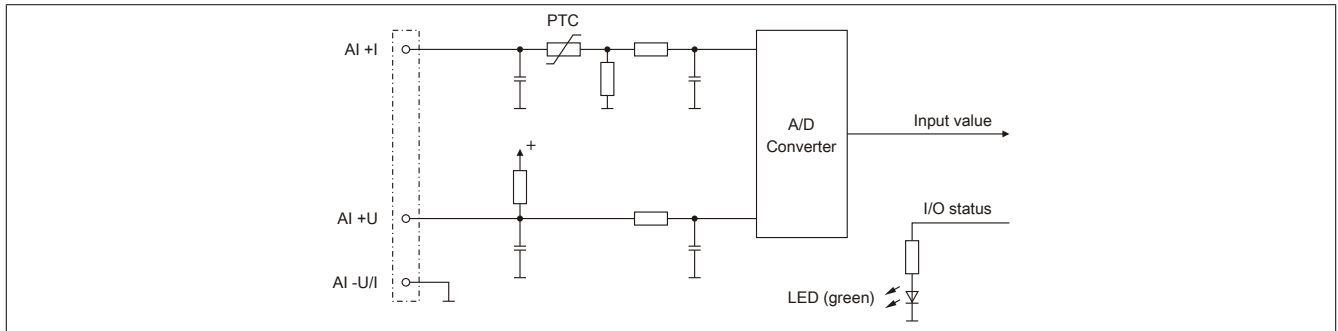 PTC
AI +I
A/D
Converter
Input value
+
AI +U
I/O status
AI -U/I
LED (green)